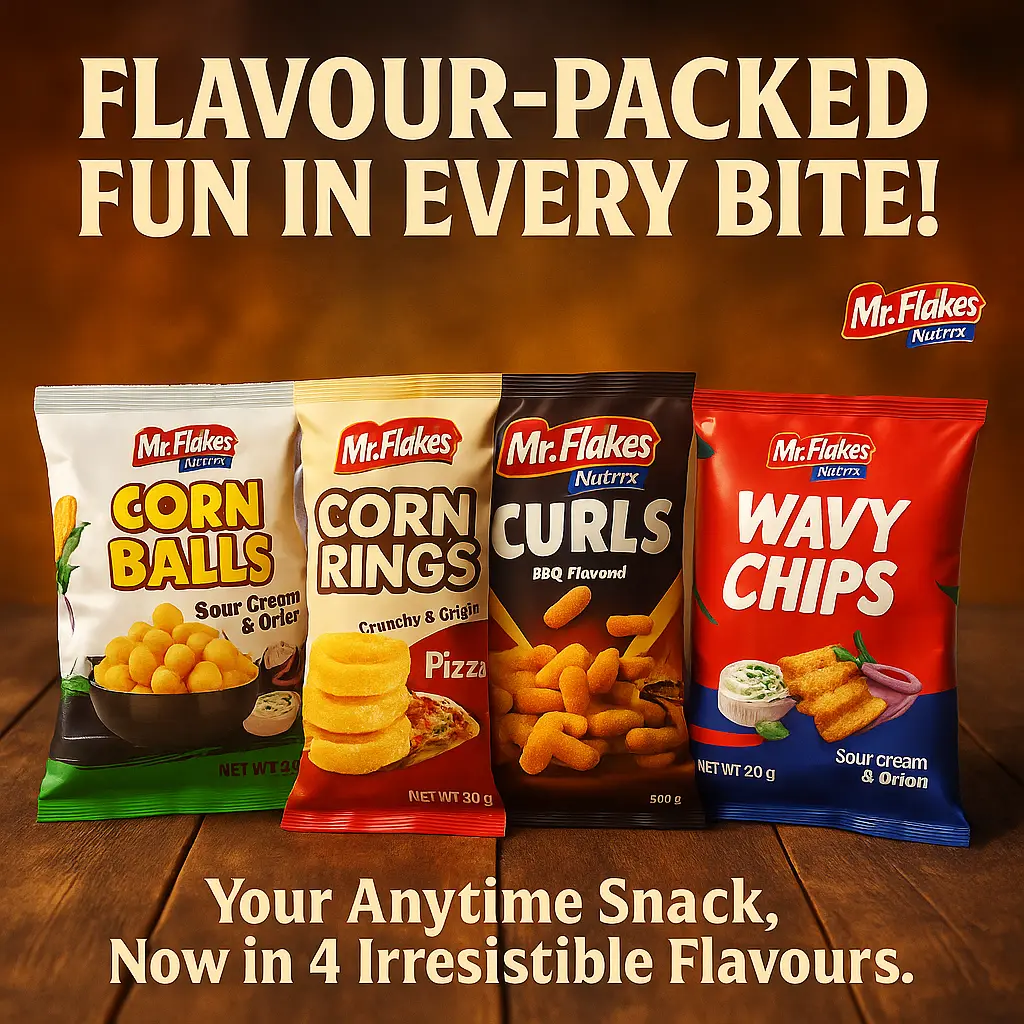 FLAVOUR-PACKED
FUN IN EVERY BITE!
Mr. Flakes
Nutrrx
Mr. Flakes
Nutrrx
CORN
BALLS
Sour Cream
& Orler
NET WT
Mr. Flakes
CORN
RINGS
Crunchy & Grigin
Pizza
NET WT 30 g
Mr. Flakes
Nutrrx
CURLS
BBQ Flavond
500 g
Mr. Flakes
Nutrrx
WAVY
CHIPS
NET WT 20 g
Sour cream
& Orion
Your Anytime Snack,
Now in 4 Irresistible Flavours.